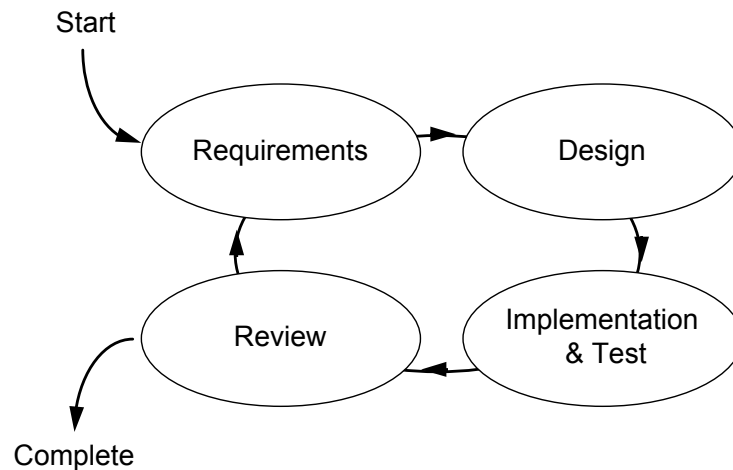 Start
Requirements
Design
Review
Implementation
& Test
Complete